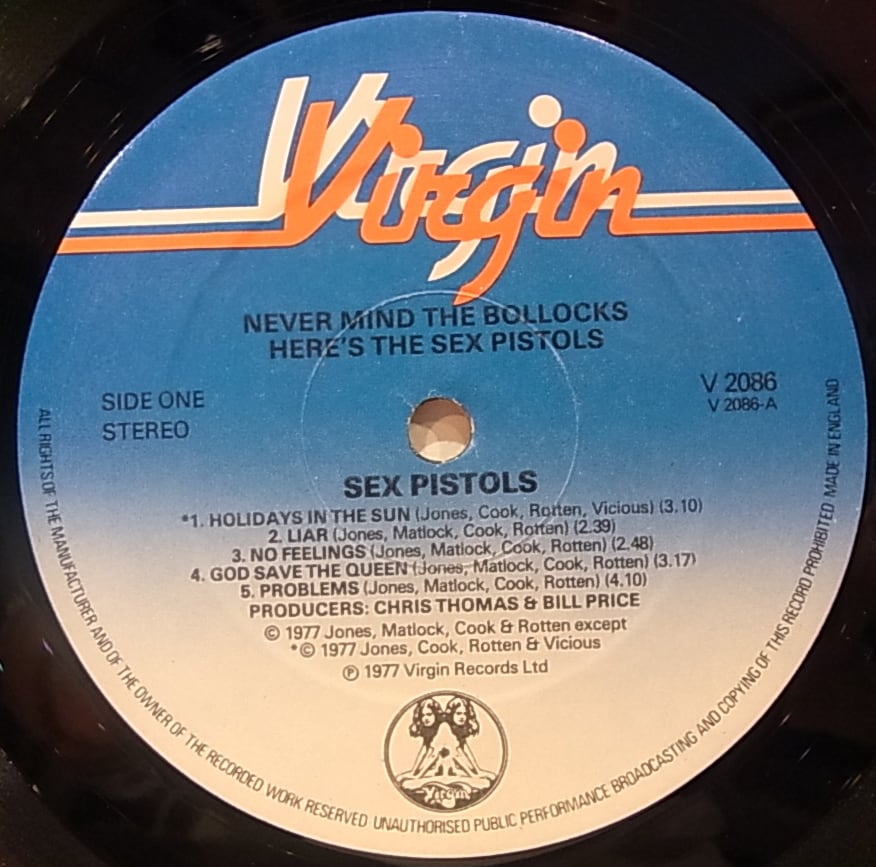 Virgin
NEVER MIND THE BOLLOCKS
HERE'S THE SEX PISTOLS
SIDE ONE
STEREO
V 2086
V 2086-A
SEX PISTOLS
*1. HOLIDAYS IN THE SUN (Jones, Cook, Rotten, Vicious) (3.10)
2. LIAR (Jones, Matlock, Cook, Rotten) (2.39)
3. NO FEELINGS (Jones, Matlock, Cook, Rotten) (2.48)
4. GOD SAVE THE QUEEN (Jones, Matlock, Cook, Rotten) (3.17)
5. PROBLEMS (Jones, Matlock, Cook, Rotten) (4.10)
PRODUCERS: CHRIS THOMAS & BILL PRICE
© 1977 Jones, Matlock, Cook & Rotten except
*© 1977 Jones, Cook, Rotten & Vicious
℗ 1977 Virgin Records Ltd
Virgin
ALL RIGHTS OF THE MANUFACTURER AND OF THE OWNER OF THE RECORDED WORK RESERVED UNAUTHORISED PUBLIC PERFORMANCE BROADCASTING AND COPYING OF THIS RECORD PROHIBITED MADE IN ENGLAND